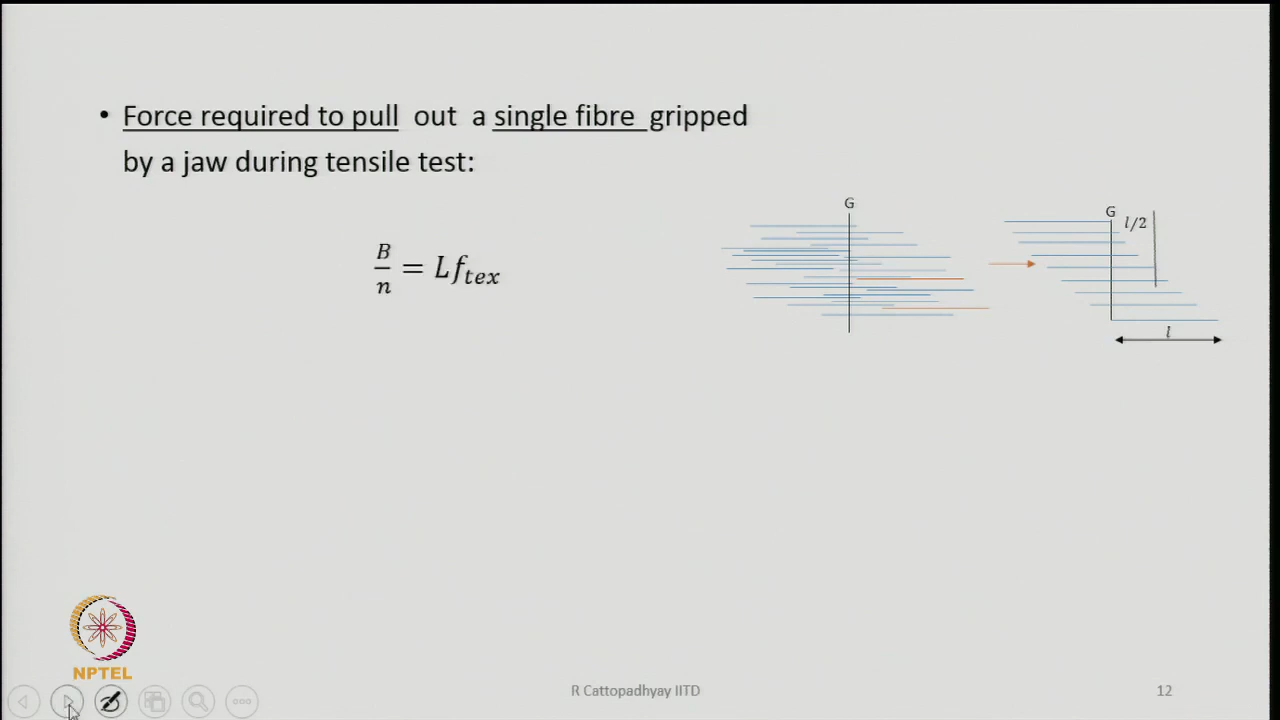 • Force required to pull out a single fibre gripped
by a jaw during tensile test:
B/n = Lf_tex
G
G
l/2
l
NPTEL
R Cattopadhyay IITD
12